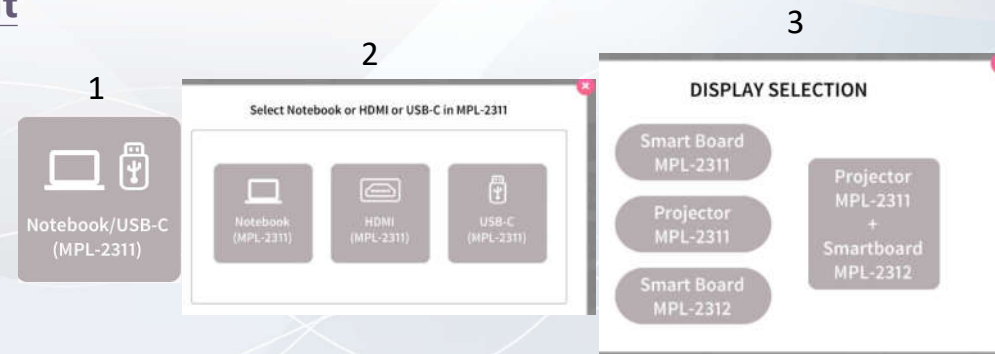 1
Notebook/USB-C
(MPL-2311)
2
Select Notebook or HDMI or USB-C in MPL-2311
Notebook
(MPL-2311)
HDMI
(MPL-2311)
USB-C
(MPL-2311)
3
DISPLAY SELECTION
Smart Board
MPL-2311
Projector
MPL-2311
Smart Board
MPL-2312
Projector
MPL-2311
+
Smartboard
MPL-2312